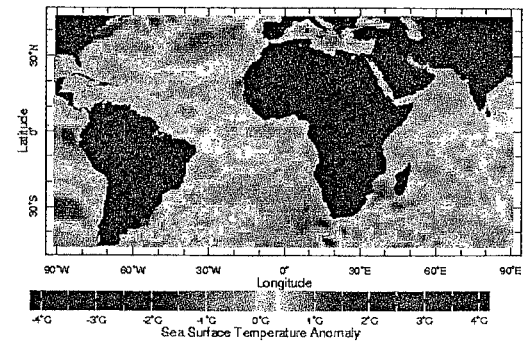 Latitude
30°N
0°
30°S
90°W 60°W 30°W 0° 30°E 60°E 90°E
Longitude
-4°C -3°C -2°C -1°C 0°C 1°C 2°C 3°C 4°C
Sea Surface Temperature Anomaly